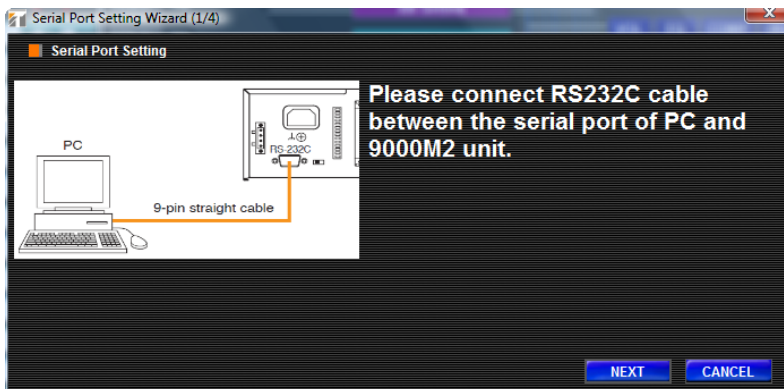 Serial Port Setting Wizard (1/4)
Serial Port Setting
Please connect RS232C cable
between the serial port of PC and
9000M2 unit.
PC
RS-232C
9-pin straight cable
NEXT
CANCEL